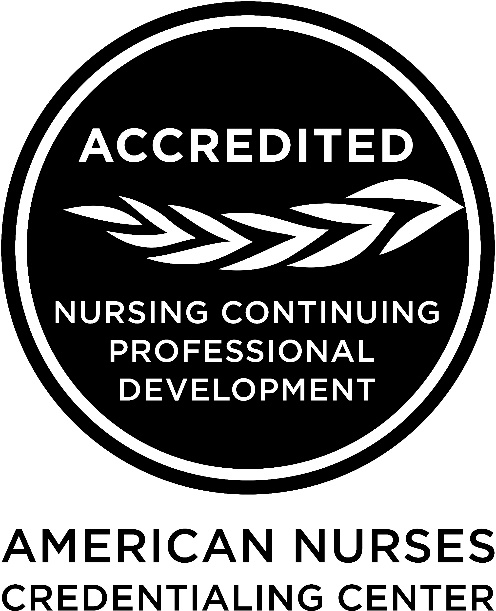 ACCREDITED
NURSING CONTINUING
PROFESSIONAL
DEVELOPMENT
AMERICAN NURSES
CREDENTIALING CENTER